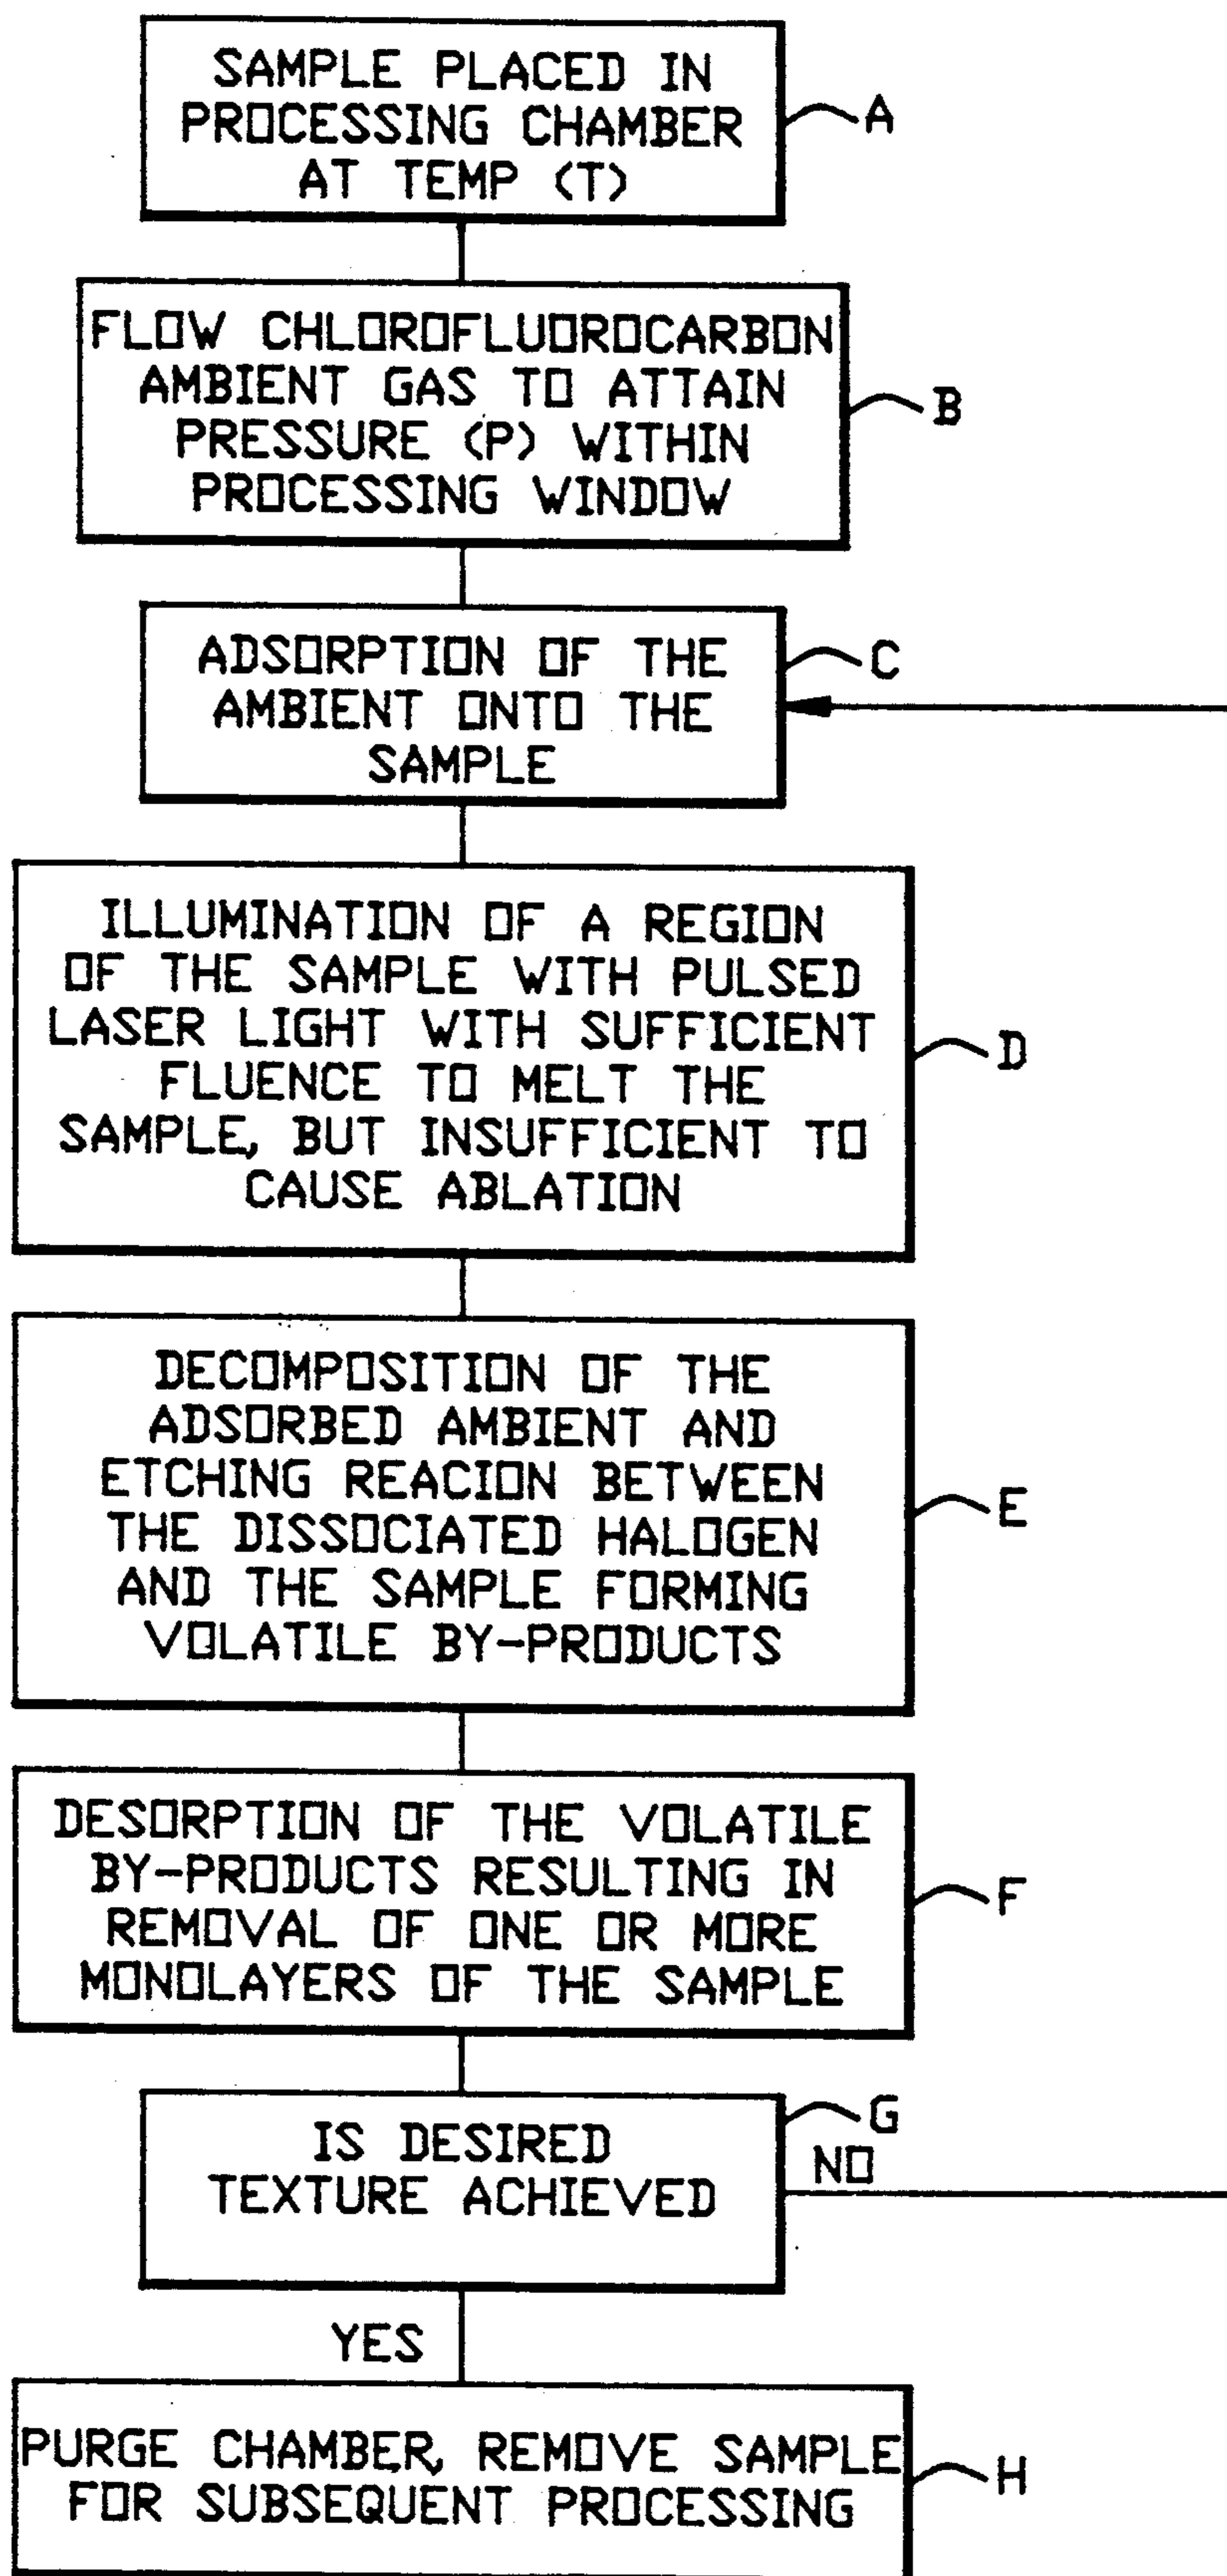 SAMPLE PLACED IN
PROCESSING CHAMBER
AT TEMP (T)
A
FLOW CHLOROFLUOROCARBON
AMBIENT GAS TO ATTAIN
PRESSURE (P) WITHIN
PROCESSING WINDOW
B
ADSORPTION OF THE
AMBIENT ONTO THE
SAMPLE
C
ILLUMINATION OF A REGION
OF THE SAMPLE WITH PULSED
LASER LIGHT WITH SUFFICIENT
FLUENCE TO MELT THE
SAMPLE, BUT INSUFFICIENT TO
CAUSE ABLATION
D
DECOMPOSITION OF THE
ADSORBED AMBIENT AND
ETCHING REACION BETWEEN
THE DISSOCIATED HALOGEN
AND THE SAMPLE FORMING
VOLATILE BY-PRODUCTS
E
DESORPTION OF THE VOLATILE
BY-PRODUCTS RESULTING IN
REMOVAL OF ONE OR MORE
MONOLAYERS OF THE SAMPLE
F
IS DESIRED
TEXTURE ACHIEVED
G
NO
YES
PURGE CHAMBER, REMOVE SAMPLE
FOR SUBSEQUENT PROCESSING
H